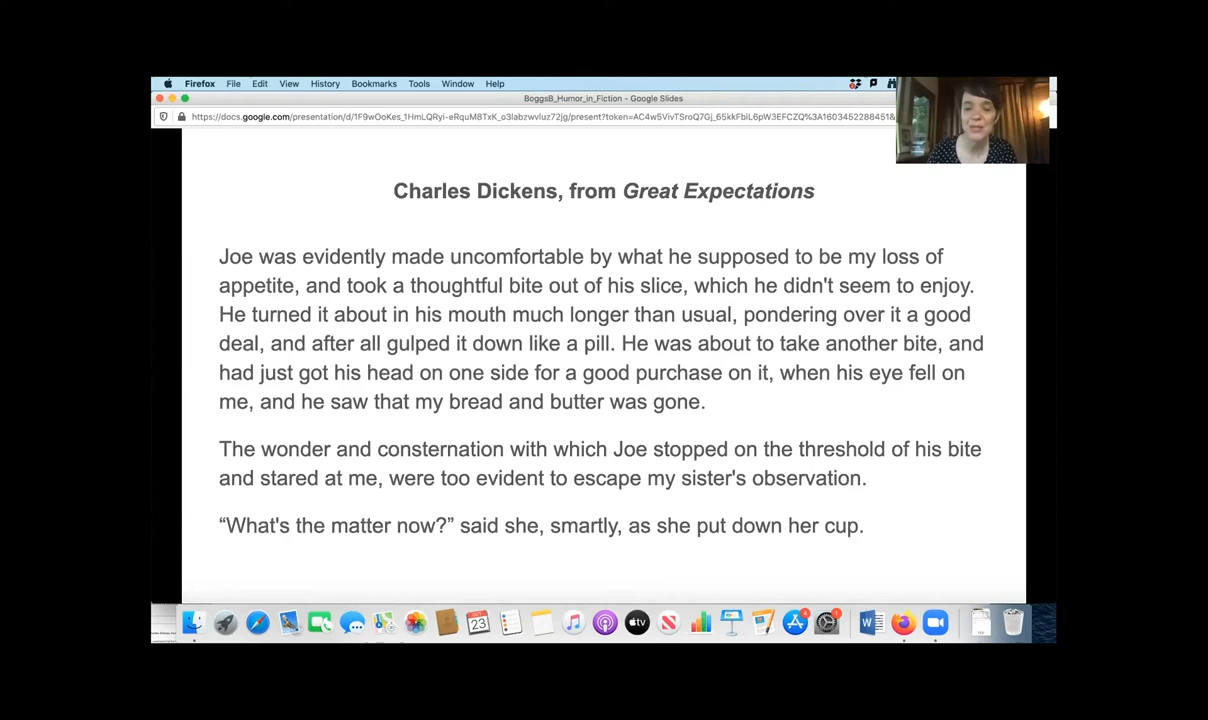 Firefox File Edit View History Bookmarks Tools Window Help
BoggsB_Humor_in_Fiction - Google Slides
Charles Dickens, from Great Expectations
Joe was evidently made uncomfortable by what he supposed to be my loss of
appetite, and took a thoughtful bite out of his slice, which he didn't seem to enjoy.
He turned it about in his mouth much longer than usual, pondering over it a good
deal, and after all gulped it down like a pill. He was about to take another bite, and
had just got his head on one side for a good purchase on it, when his eye fell on
me, and he saw that my bread and butter was gone.
The wonder and consternation with which Joe stopped on the threshold of his bite
and stared at me, were too evident to escape my sister's observation.
“What's the matter now?” said she, smartly, as she put down her cup.
OCT
23
tv
4
1
W